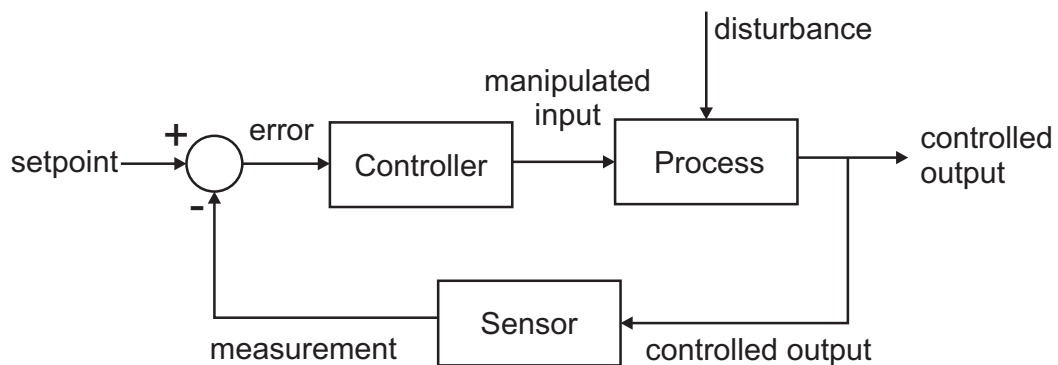 disturbance
manipulated
input
+
error
setpoint
Controller
Process
controlled
output
-
Sensor
measurement
controlled output